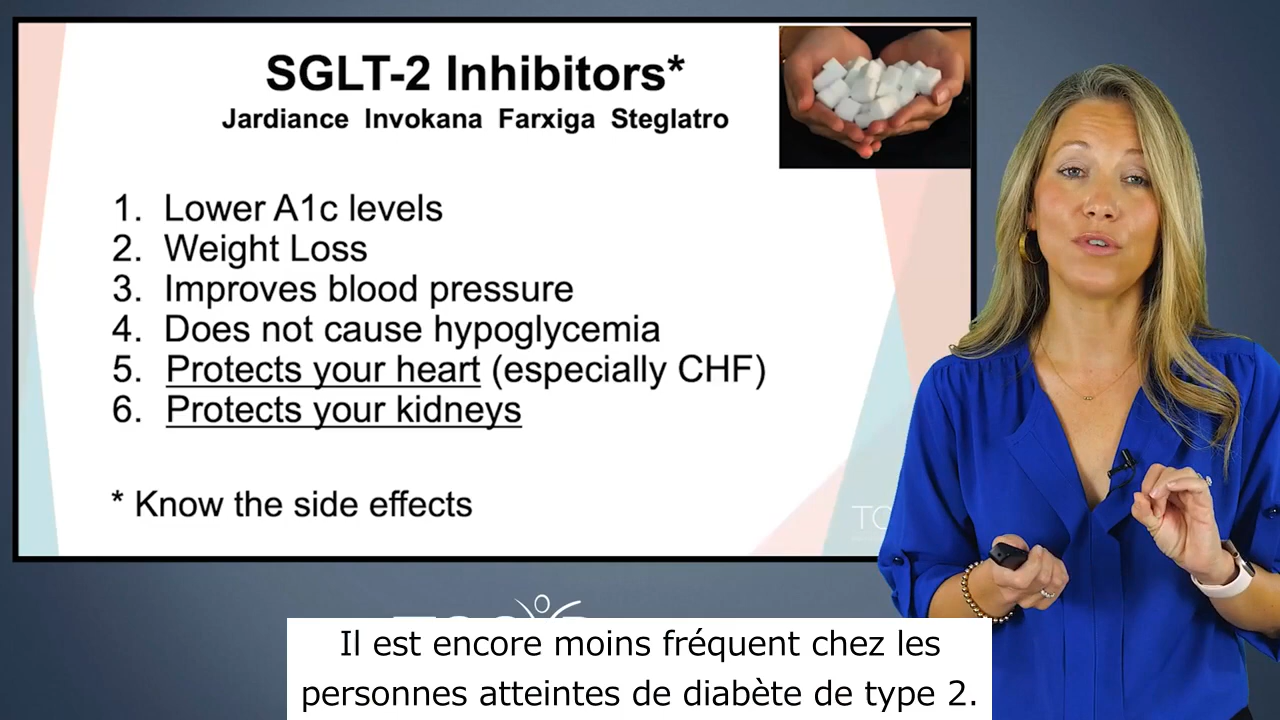 SGLT-2 Inhibitors*
Jardiance Invokana Farxiga Steglatro
1. Lower A1c levels
2. Weight Loss
3. Improves blood pressure
4. Does not cause hypoglycemia
5. Protects your heart (especially CHF)
6. Protects your kidneys
* Know the side effects
Il est encore moins fréquent chez les
personnes atteintes de diabète de type 2.